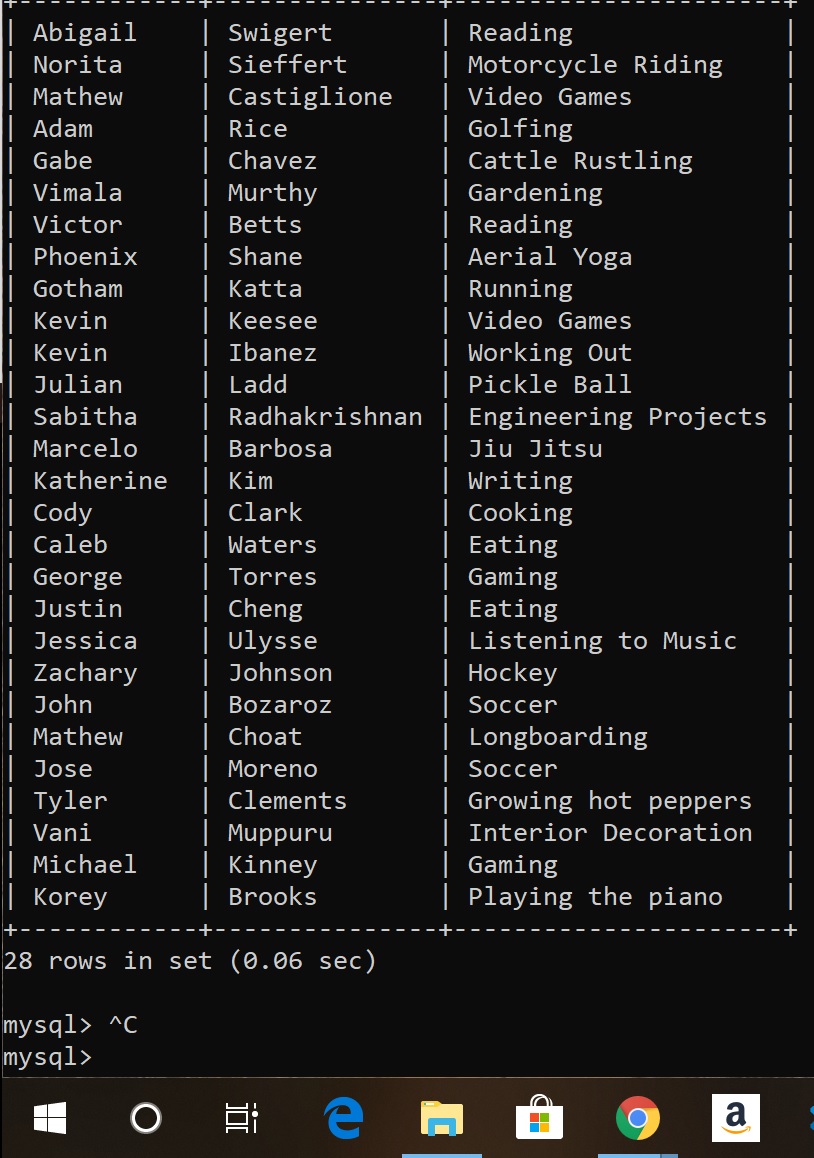 +------------+---------------+----------------------+
| Abigail | Swigert | Reading |
| Norita | Sieffert | Motorcycle Riding |
| Mathew | Castiglione | Video Games |
| Adam | Rice | Golfing |
| Gabe | Chavez | Cattle Rustling |
| Vimala | Murthy | Gardening |
| Victor | Betts | Reading |
| Phoenix | Shane | Aerial Yoga |
| Gotham | Katta | Running |
| Kevin | Keesee | Video Games |
| Kevin | Ibanez | Working Out |
| Julian | Ladd | Pickle Ball |
| Sabitha | Radhakrishnan | Engineering Projects |
| Marcelo | Barbosa | Jiu Jitsu |
| Katherine | Kim | Writing |
| Cody | Clark | Cooking |
| Caleb | Waters | Eating |
| George | Torres | Gaming |
| Justin | Cheng | Eating |
| Jessica | Ulysse | Listening to Music |
| Zachary | Johnson | Hockey |
| John | Bozaroz | Soccer |
| Mathew | Choat | Longboarding |
| Jose | Moreno | Soccer |
| Tyler | Clements | Growing hot peppers |
| Vani | Muppuru | Interior Decoration |
| Michael | Kinney | Gaming |
| Korey | Brooks | Playing the piano |
+------------+---------------+----------------------+
28 rows in set (0.06 sec)
mysql> ^C
mysql>
a